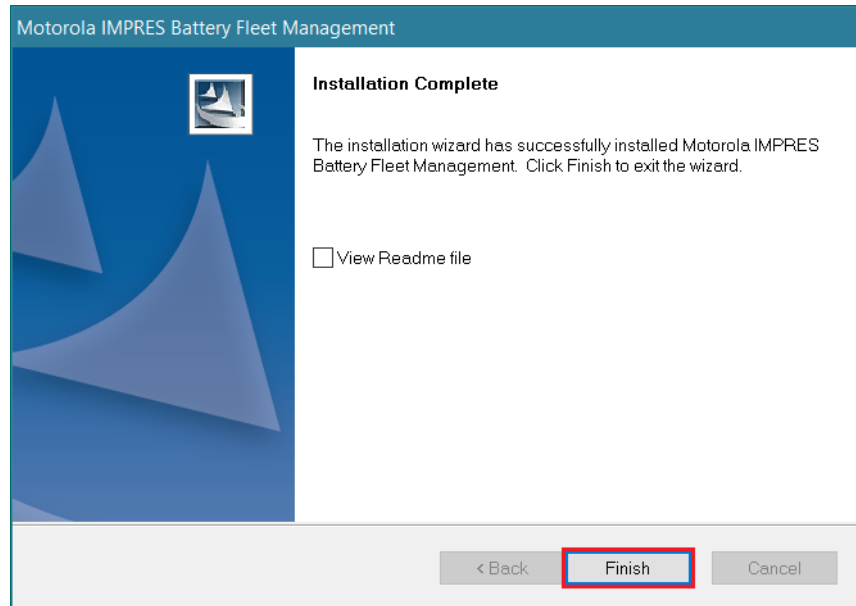 Motorola IMPRES Battery Fleet Management
Installation Complete
The installation wizard has successfully installed Motorola IMPRES
Battery Fleet Management. Click Finish to exit the wizard.
View Readme file
< Back
Finish
Cancel